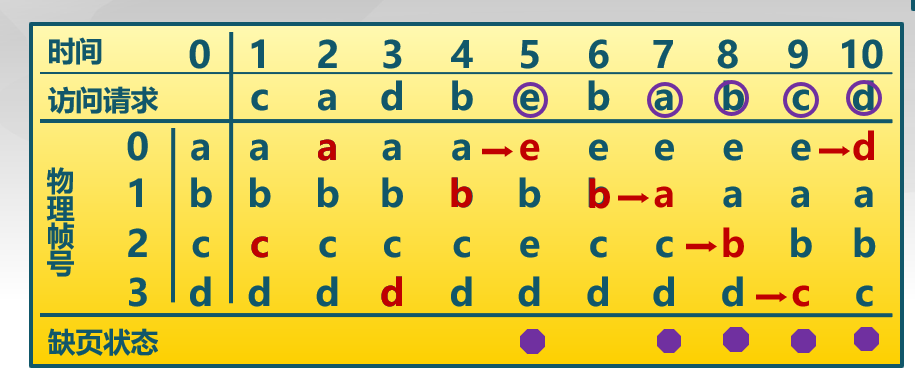 时间 0 1 2 3 4 5 6 7 8 9 10
访问请求 c a d b e b a b c d
物理帧号
0 a a a a a → e e e e e → d
1 b b b b b b b → a a a a
2 c c c c c e c c → b b b
3 d d d d d d d d d → c c
缺页状态